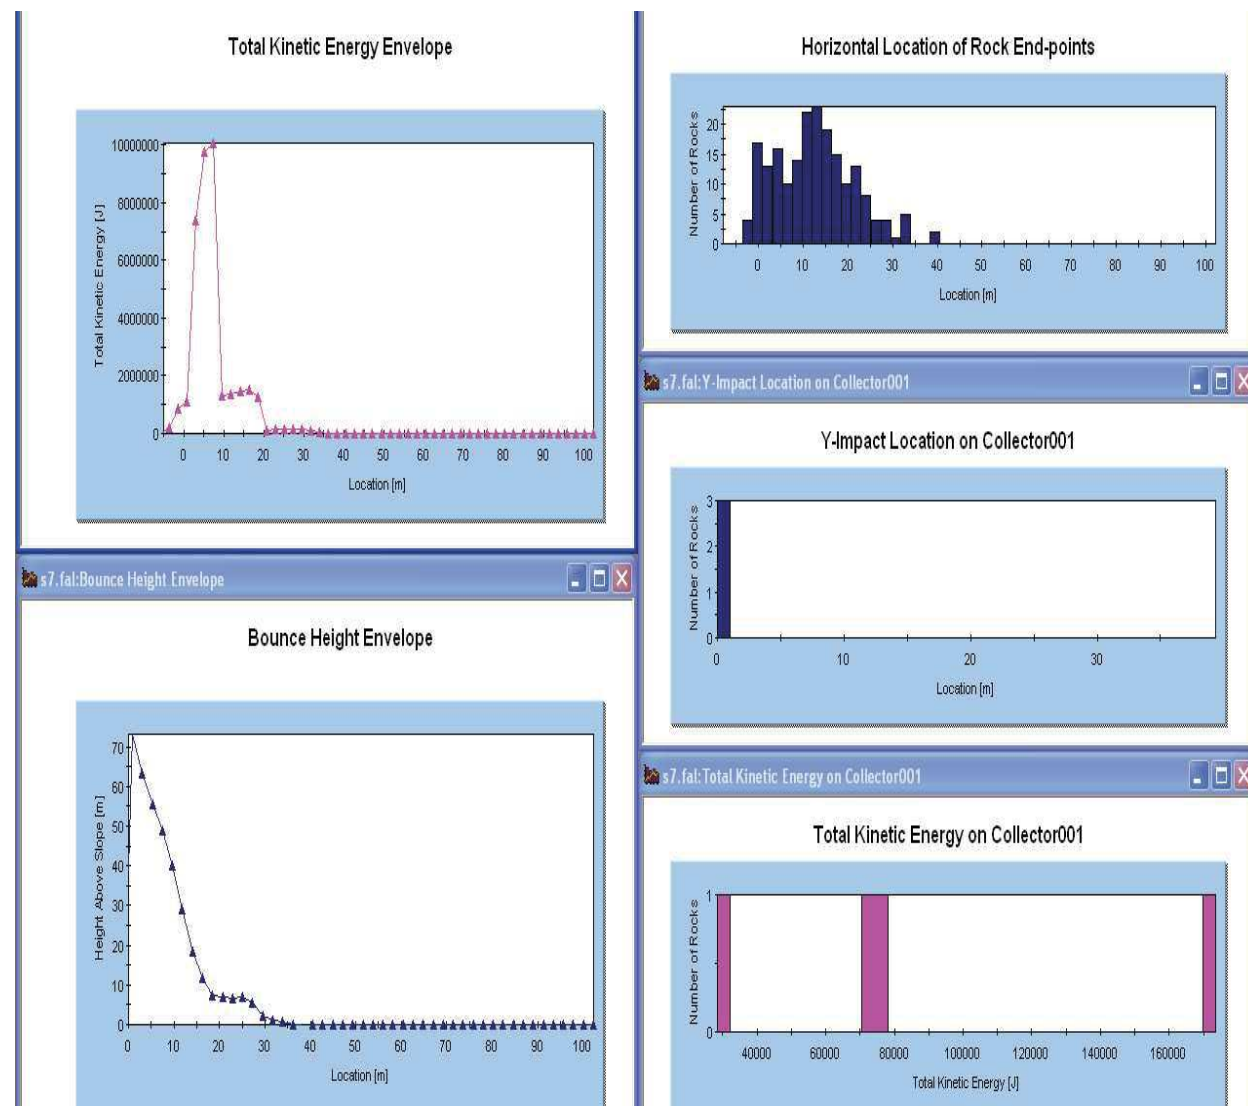 Total Kinetic Energy Envelope
Total Kinetic Energy [J]
10000000
8000000
6000000
4000000
2000000
0
0 10 20 30 40 50 60 70 80 90 100
Location [m]
s7.fal:Bounce Height Envelope
Bounce Height Envelope
Height Above Slope [m]
70
60
50
40
30
20
10
0
0 10 20 30 40 50 60 70 80 90 100
Location [m]
Horizontal Location of Rock End-points
Number of Rocks
20
15
10
5
0
0 10 20 30 40 50 60 70 80 90 100
Location [m]
s7.fal:Y-Impact Location on Collector001
Y-Impact Location on Collector001
Number of Rocks
3
2
1
0
0 10 20 30
Location [m]
s7.fal:Total Kinetic Energy on Collector001
Total Kinetic Energy on Collector001
Number of Rocks
1
0
40000 60000 80000 100000 120000 140000 160000
Total Kinetic Energy [J]